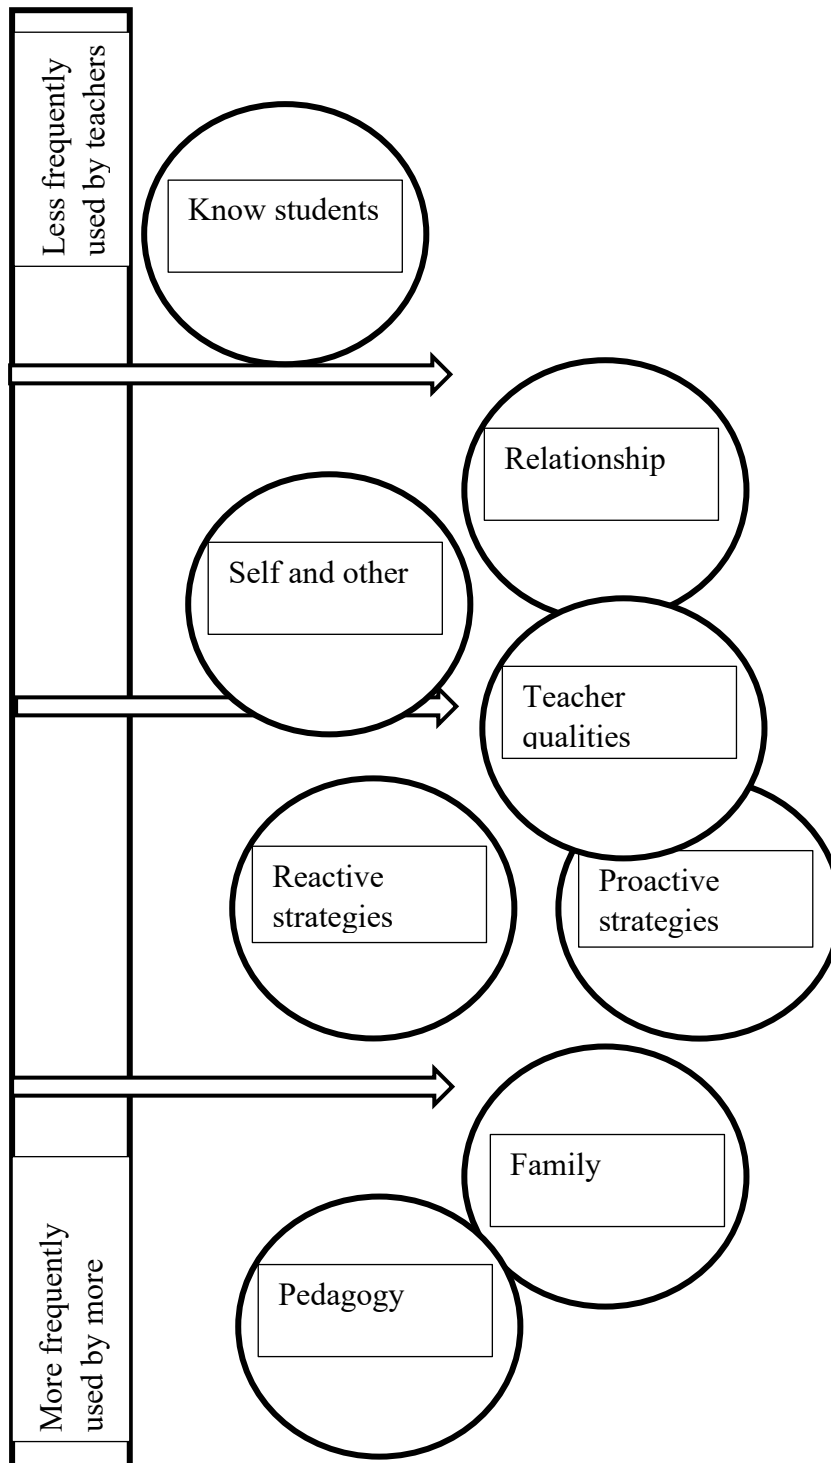 Less frequently
used by teachers
Know students
Relationship
Self and other
Teacher
qualities
Reactive
strategies
Proactive
strategies
Family
Pedagogy
More frequently
used by more